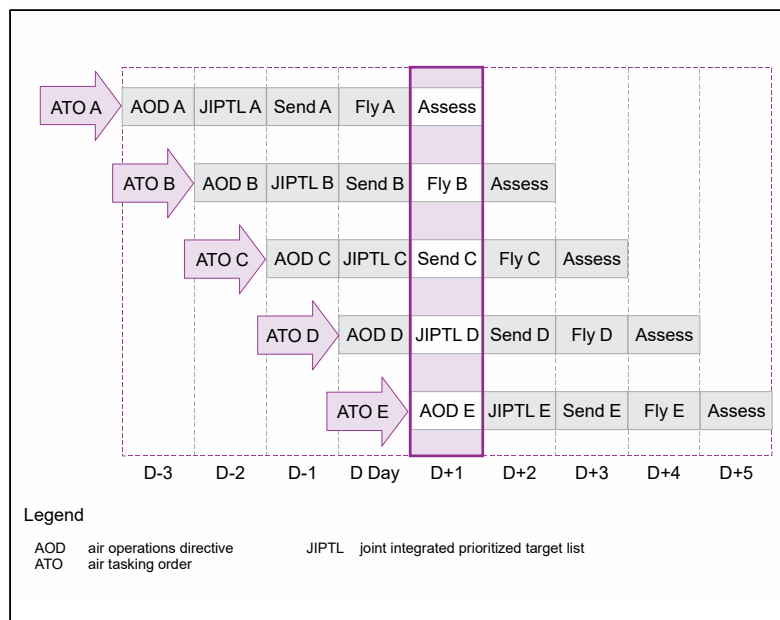 ATO A AOD A JIPTL A Send A Fly A Assess
ATO B AOD B JIPTL B Send B Fly B Assess
ATO C AOD C JIPTL C Send C Fly C Assess
ATO D AOD D JIPTL D Send D Fly D Assess
ATO E AOD E JIPTL E Send E Fly E Assess
D-3 D-2 D-1 D Day D+1 D+2 D+3 D+4 D+5
Legend
AOD air operations directive JIPTL joint integrated prioritized target list
ATO air tasking order